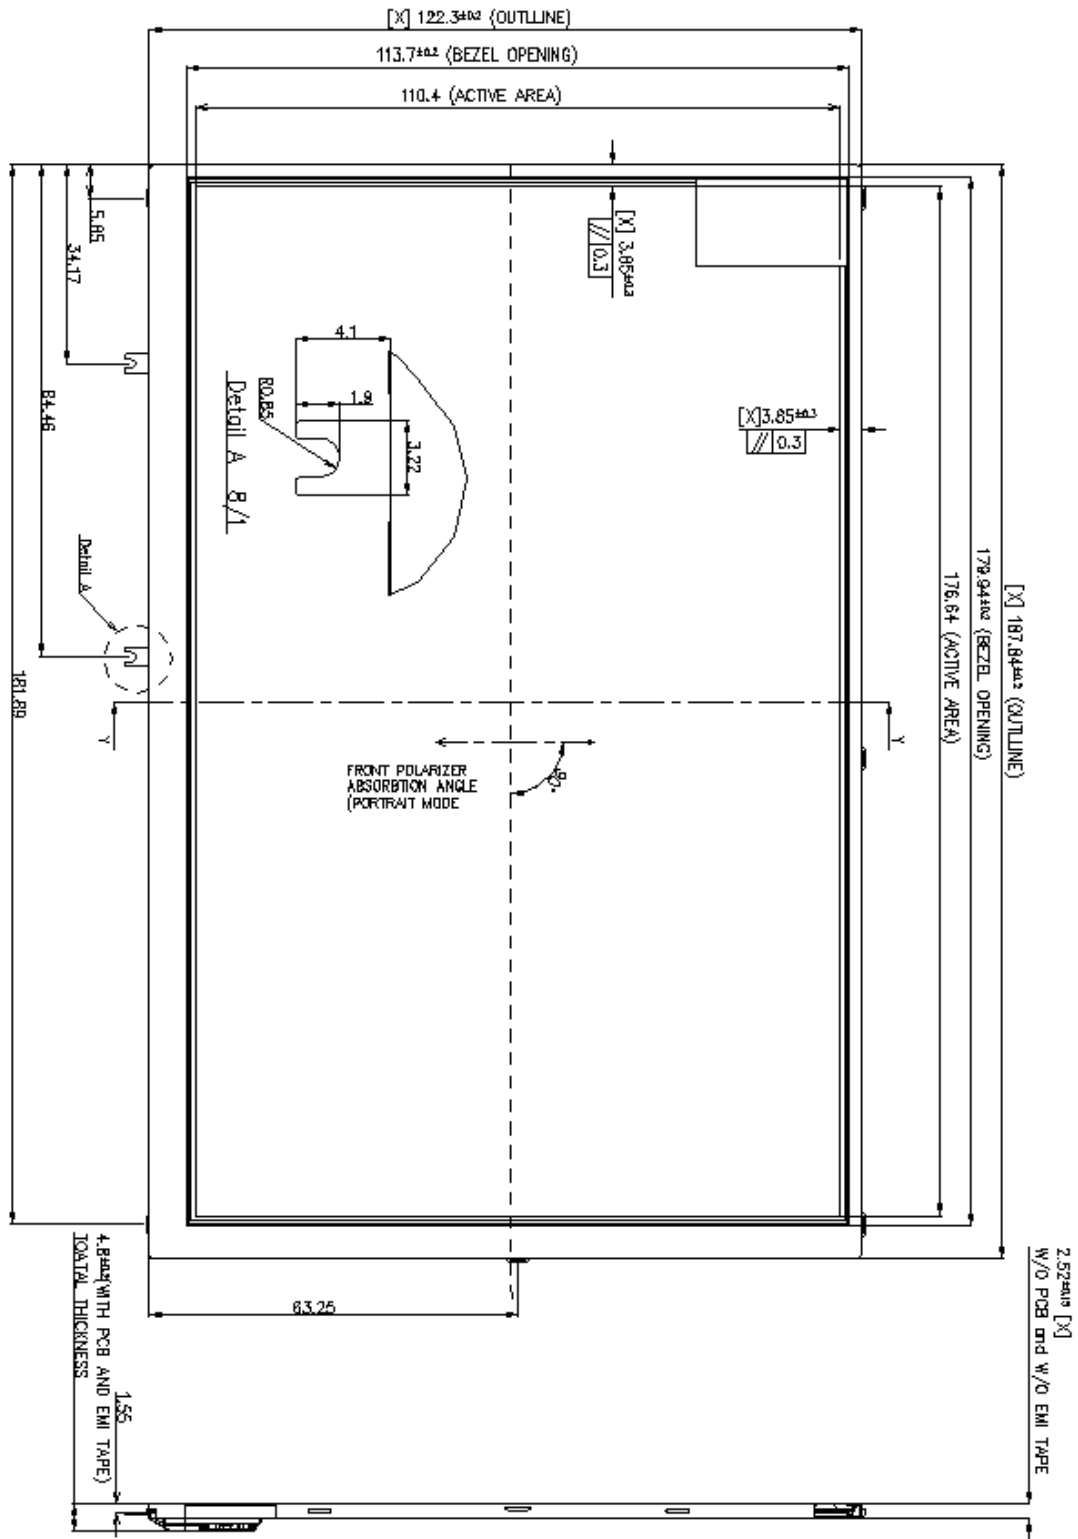 [X] 122.3±0.2 (OUTLLINE)
113.7±0.2 (BEZEL OPENING)
110.4 (ACTIVE AREA)
5.85
34.17
84.46
181.89
[X] 3.85±0.3
// 0.3
[X]3.85±0.3
// 0.3
4.1
1.9
R0.85
3.22
Detail A 8/1
Detail A
[X] 187.84±0.2 (OUTLLINE)
179.94±0.2 (BEZEL OPENING)
176.64 (ACTIVE AREA)
Y
Y
FRONT POLARIZER
ABSORBTION ANGLE
(PORTRAIT MODE
63.25
2.52±0.15 [X]
W/O PCB and W/O EMI TAPE
1.55
4.8±0.2(WITH PCB AND EMI TAPE)
TOATAL THICKNESS